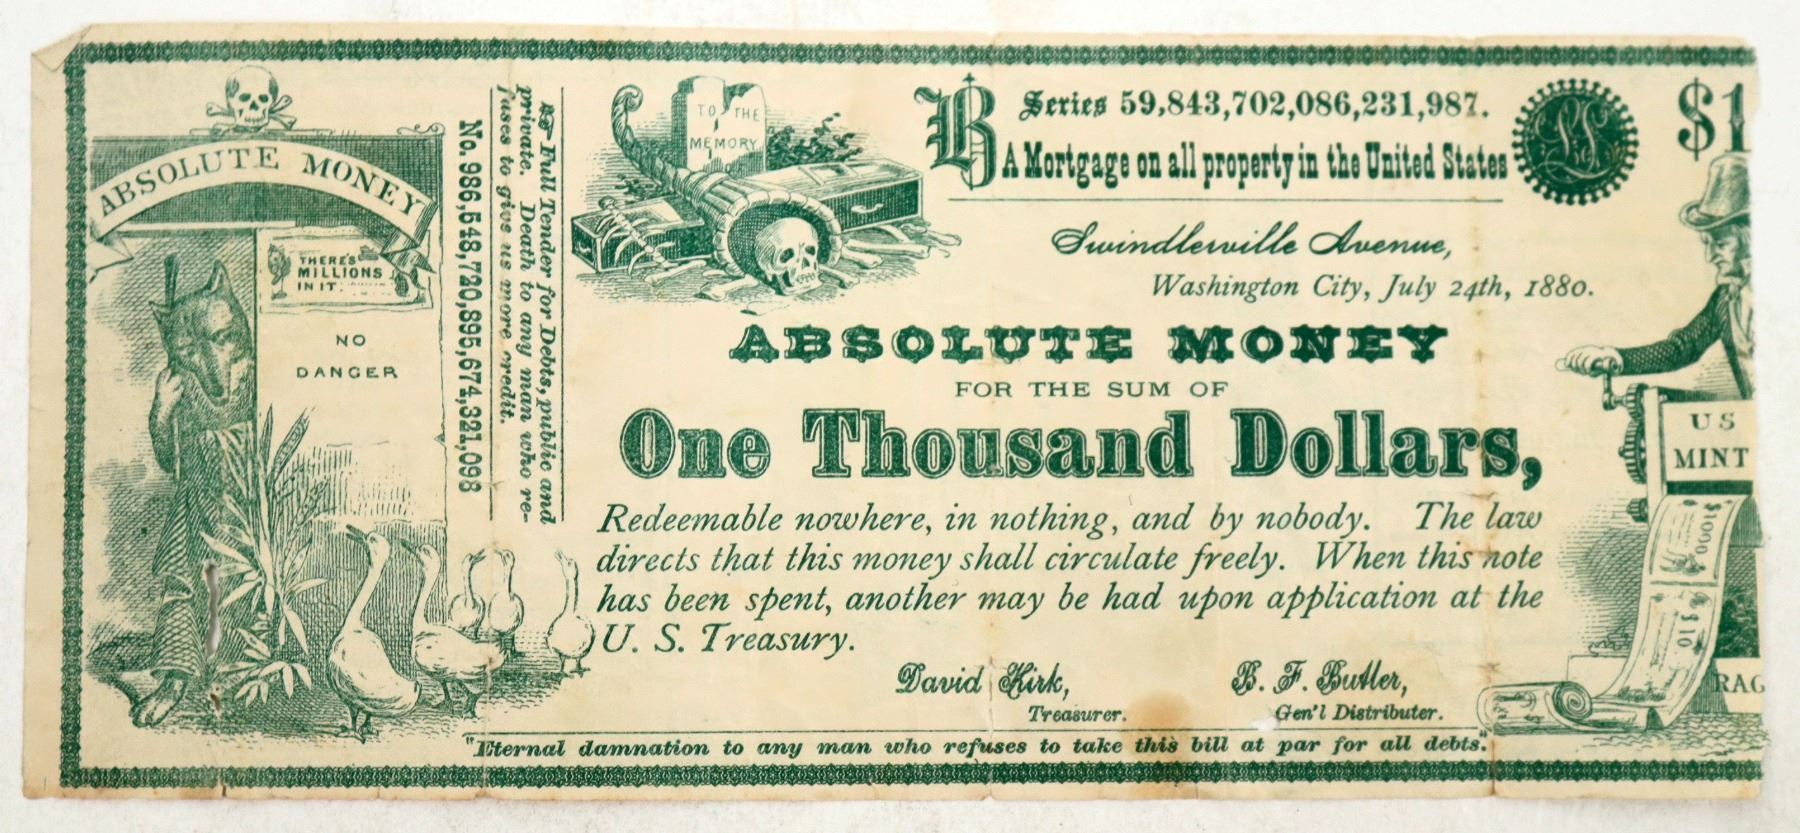 ABSOLUTE MONEY
THERE'S
MILLIONS
IN IT.
NO
DANGER
No. 986,548,720,895,674,321,098
☞ Full Tender for Debts, public and
private. Death to any man who re-
fuses to give us more credit.
TO THE
MEMORY
B Series 59,843,702,086,231,987.
A Mortgage on all property in the United States
$1
Swindlerville Avenue,
Washington City, July 24th, 1880.
ABSOLUTE MONEY
FOR THE SUM OF
One Thousand Dollars,
Redeemable nowhere, in nothing, and by nobody. The law
directs that this money shall circulate freely. When this note
has been spent, another may be had upon application at the
U. S. Treasury.
David Kirk,
Treasurer.
B. F. Butler,
Gen'l Distributer.
"Eternal damnation to any man who refuses to take this bill at par for all debts."
US
MINT
$1000
$10
RAG